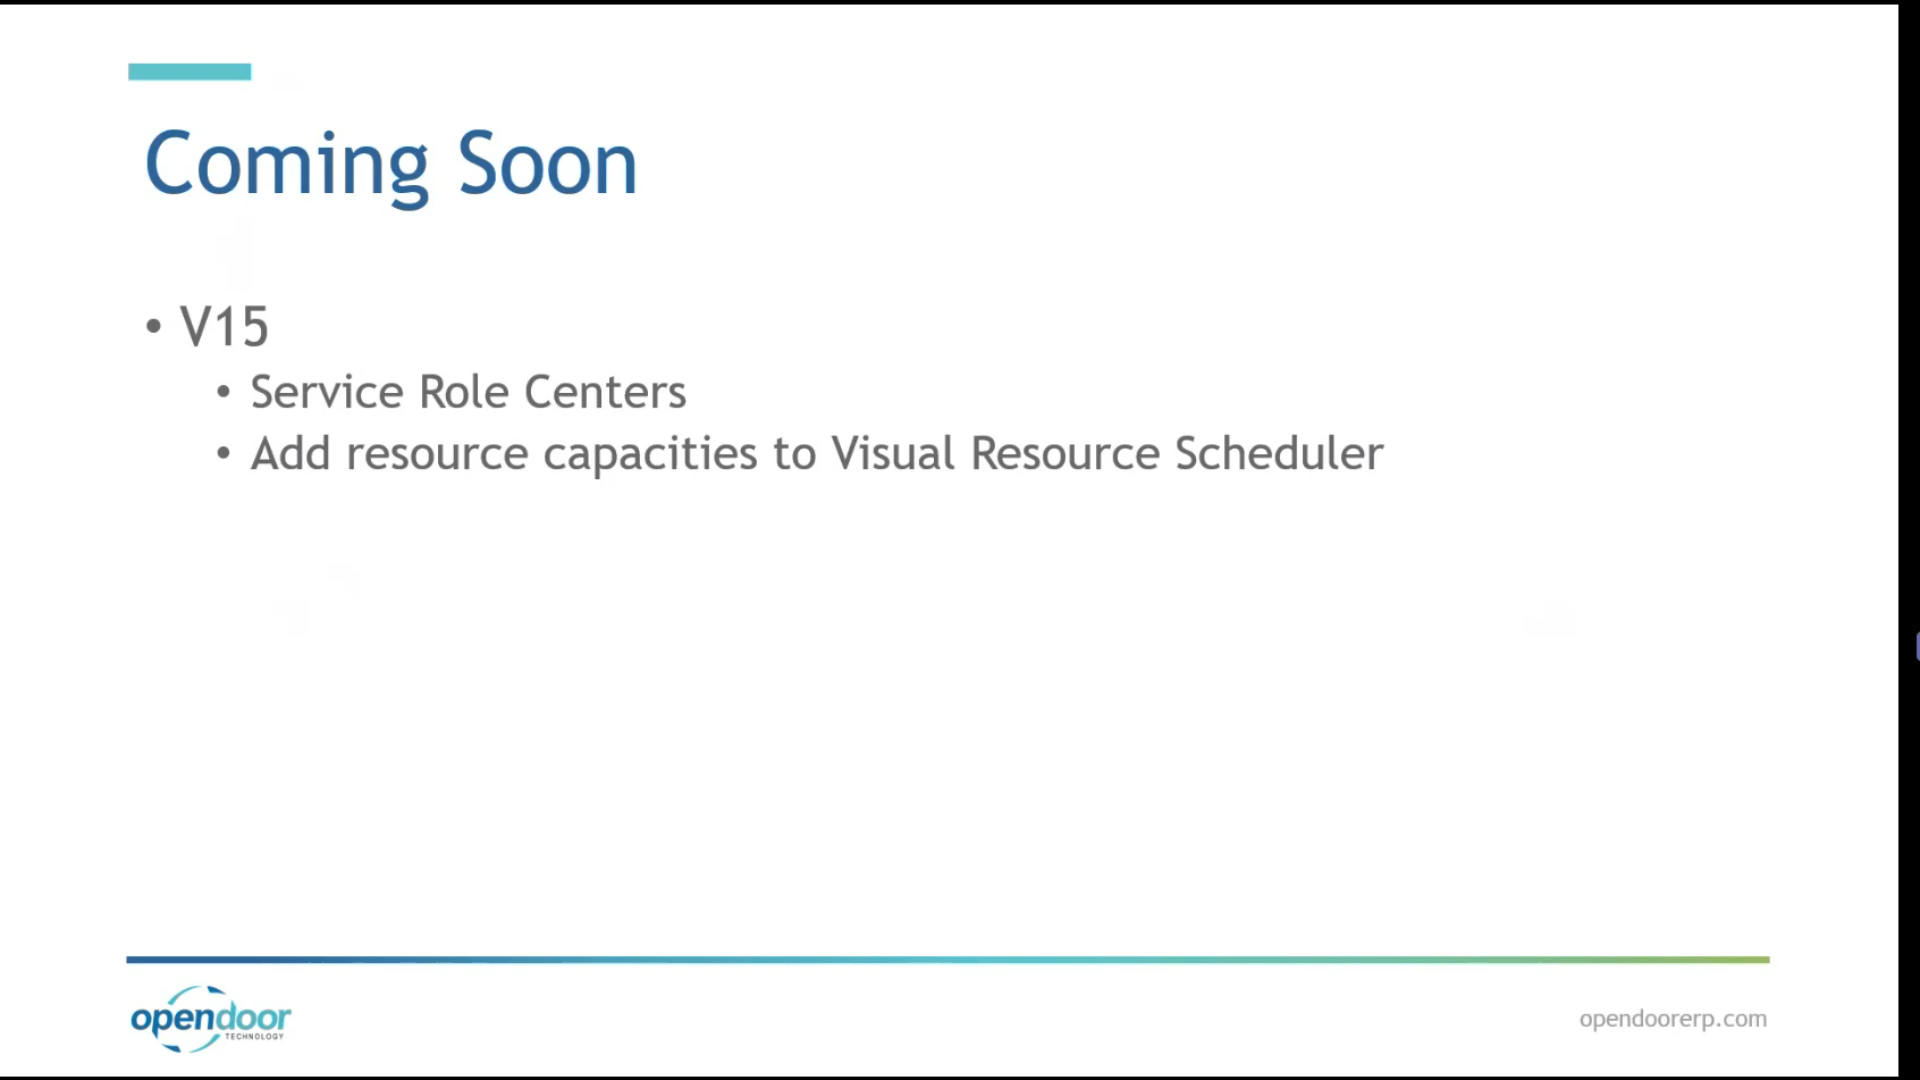 Coming Soon
• V15
• Service Role Centers
• Add resource capacities to Visual Resource Scheduler
opendoor
TECHNOLOGY
opendoorerp.com